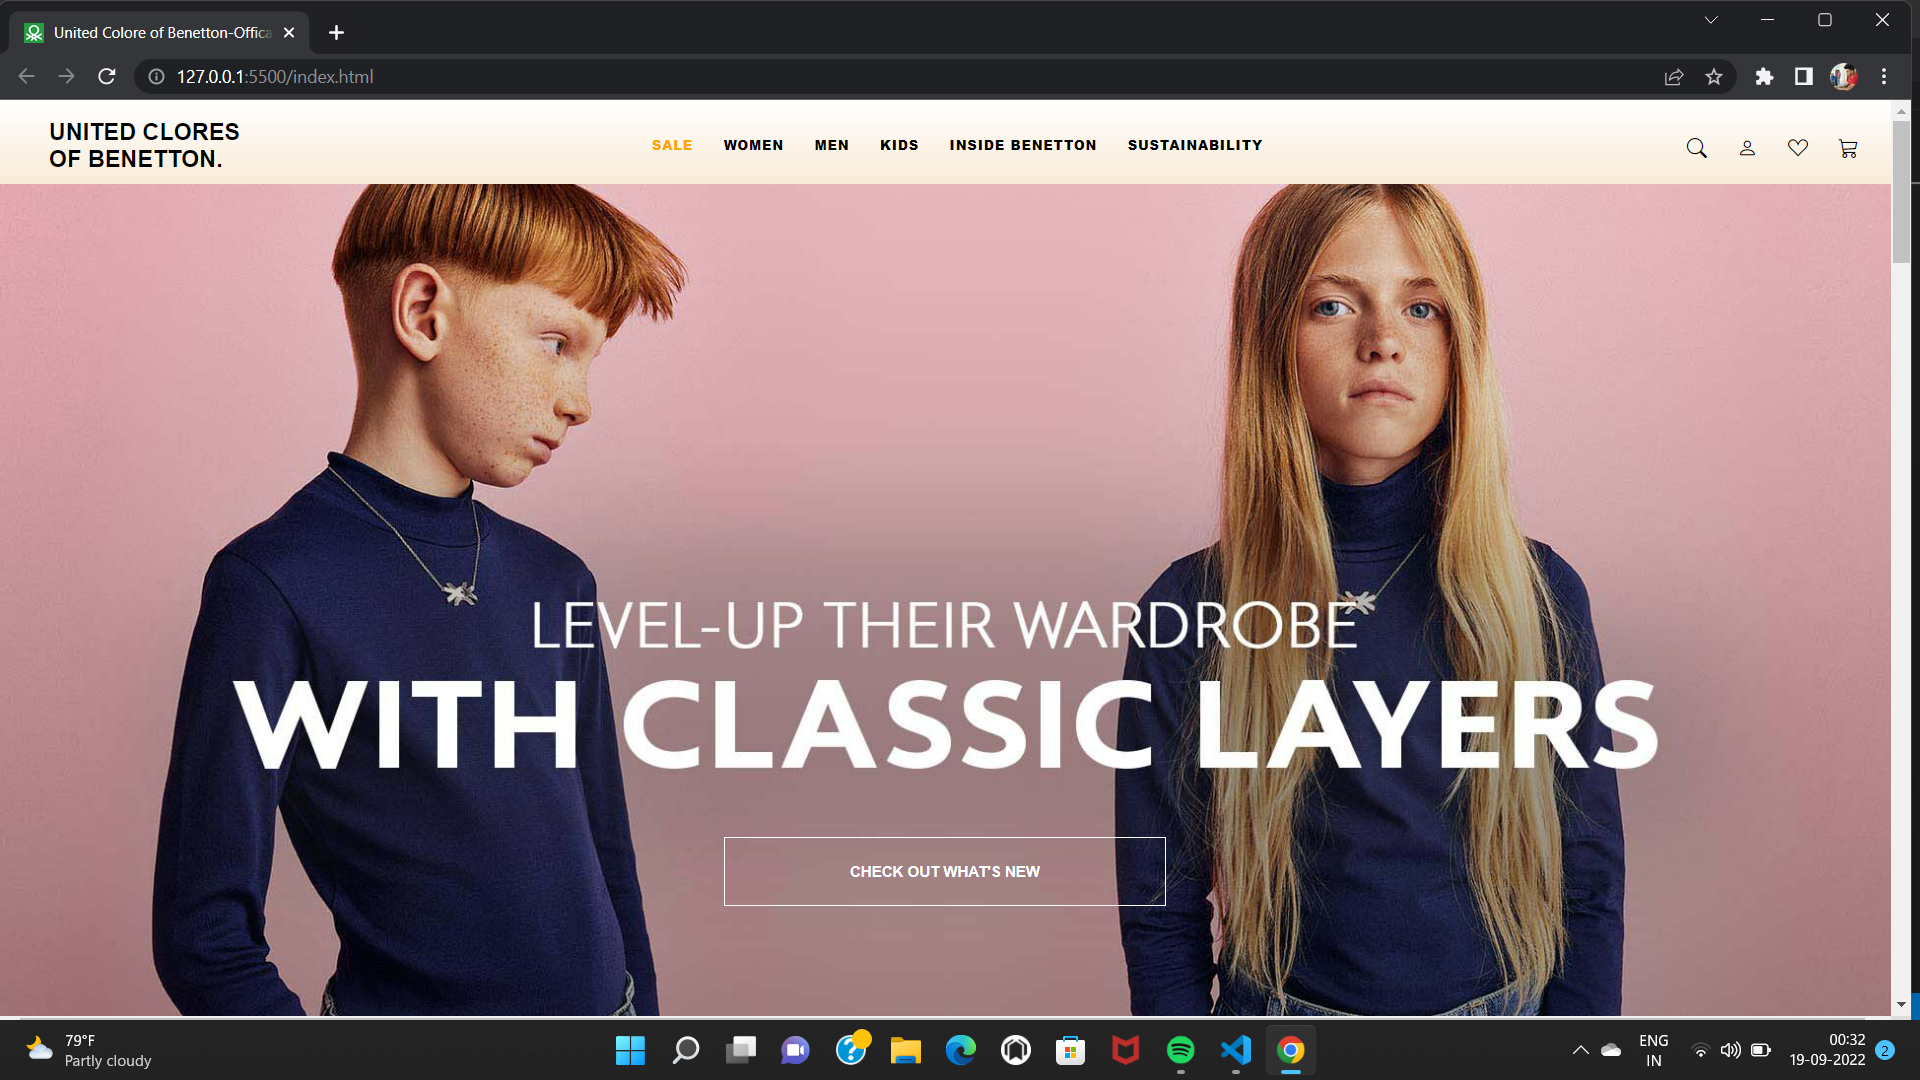 United Colore of Benetton-Offica
127.0.0.1:5500/index.html
UNITED CLORES
OF BENETTON.
SALE WOMEN MEN KIDS INSIDE BENETTON SUSTAINABILITY
LEVEL-UP THEIR WARDROBE
WITH CLASSIC LAYERS
CHECK OUT WHAT'S NEW
79°F
Partly cloudy
ENG
IN
00:32
19-09-2022
2